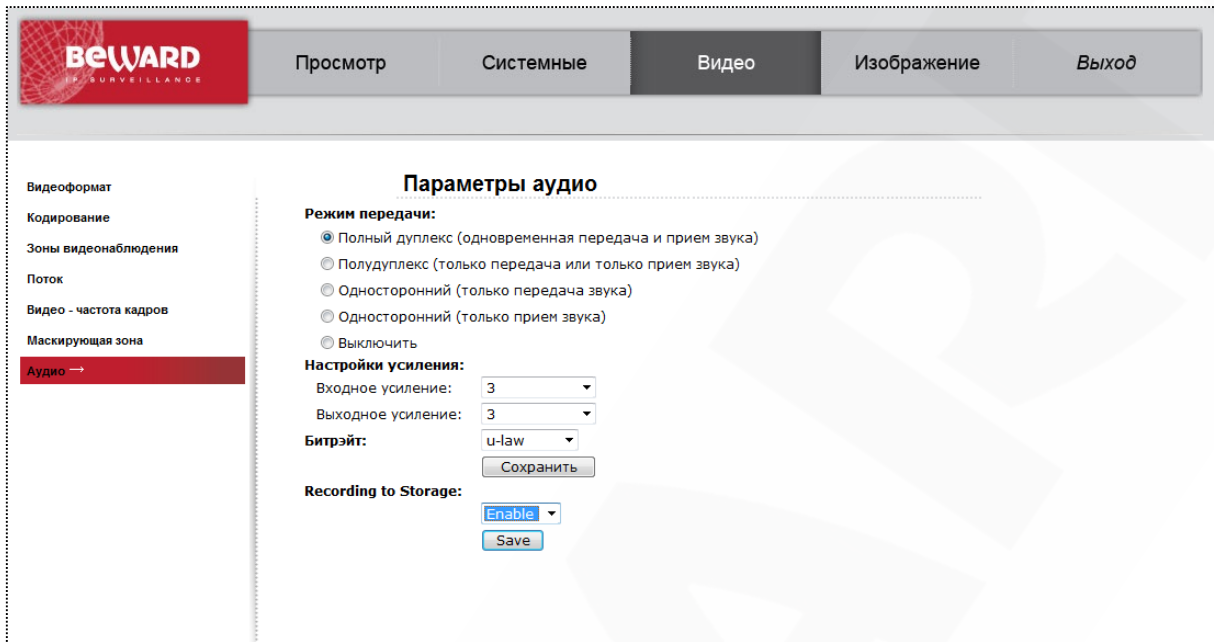 BEWARD
IP SURVEILLANCE
Просмотр
Системные
Видео
Изображение
Выход
Видеоформат
Кодирование
Зоны видеонаблюдения
Поток
Видео - частота кадров
Маскирующая зона
Аудио →
Параметры аудио
Режим передачи:
Полный дуплекс (одновременная передача и прием звука)
Полудуплекс (только передача или только прием звука)
Односторонний (только передача звука)
Односторонний (только прием звука)
Выключить
Настройки усиления:
Входное усиление: 3
Выходное усиление: 3
Битрэйт: u-law
Сохранить
Recording to Storage:
Enable
Save